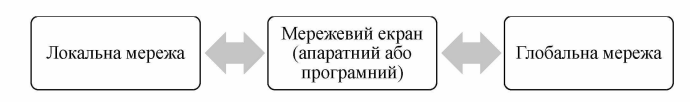 Локальна мережа
Мережевий екран
(апаратний або
програмний)
Глобальна мережа